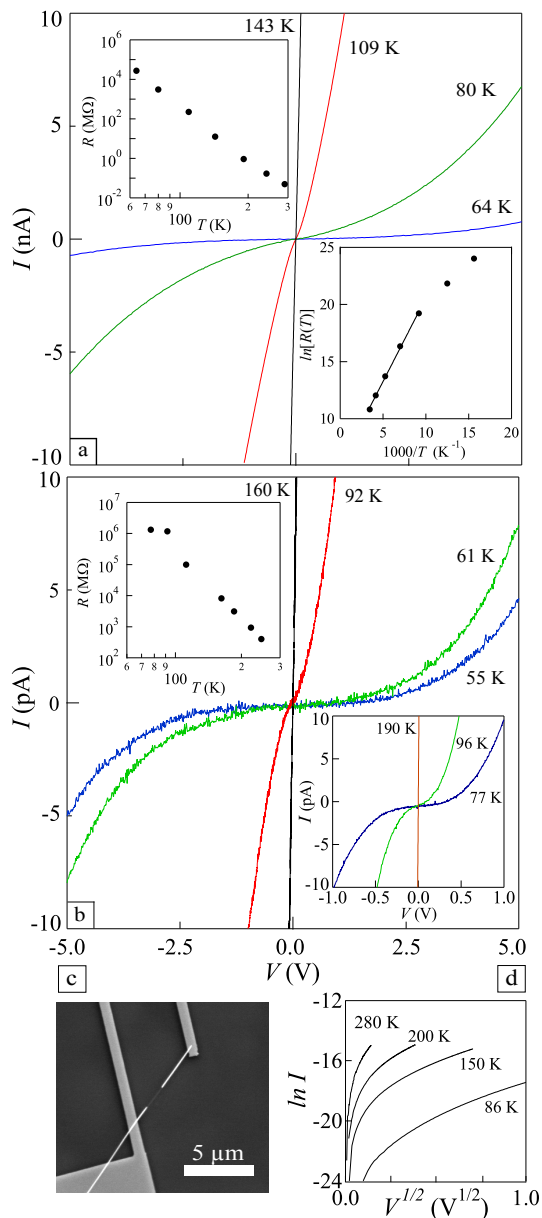 10
5
0
-5
-10
I (nA)
143 K
109 K
80 K
64 K
10^6
10^4
10^2
10^0
10^-2
R (MΩ)
6 7 8 9 100 2 3
T (K)
25
20
15
10
ln[R(T)]
0 5 10 15 20
1000/T (K^-1)
a
10
5
0
-5
-10
I (pA)
160 K
92 K
61 K
55 K
10^7
10^6
10^5
10^4
10^3
10^2
R (MΩ)
6 7 8 9 100 2 3
T (K)
190 K
96 K
77 K
10
5
0
-5
-10
I (pA)
-1.0 -0.5 0.0 0.5 1.0
V (V)
b
-5.0 -2.5 0.0 2.5 5.0
V (V)
c
d
5 µm
-12
-16
-20
-24
ln I
280 K
200 K
150 K
86 K
0.0 1.0
V^1/2 (V^1/2)